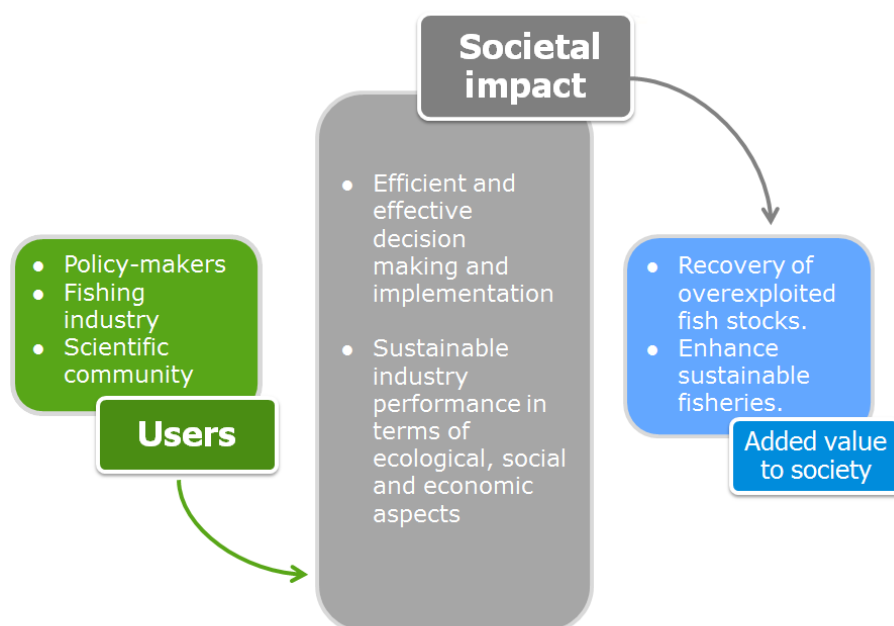 Societal
impact
● Efficient and
effective
decision
making and
implementation
● Sustainable
industry
performance in
terms of
ecological, social
and economic
aspects
● Policy-makers
● Fishing
industry
● Scientific
community
Users
● Recovery of
overexploited
fish stocks.
● Enhance
sustainable
fisheries.
Added value
to society